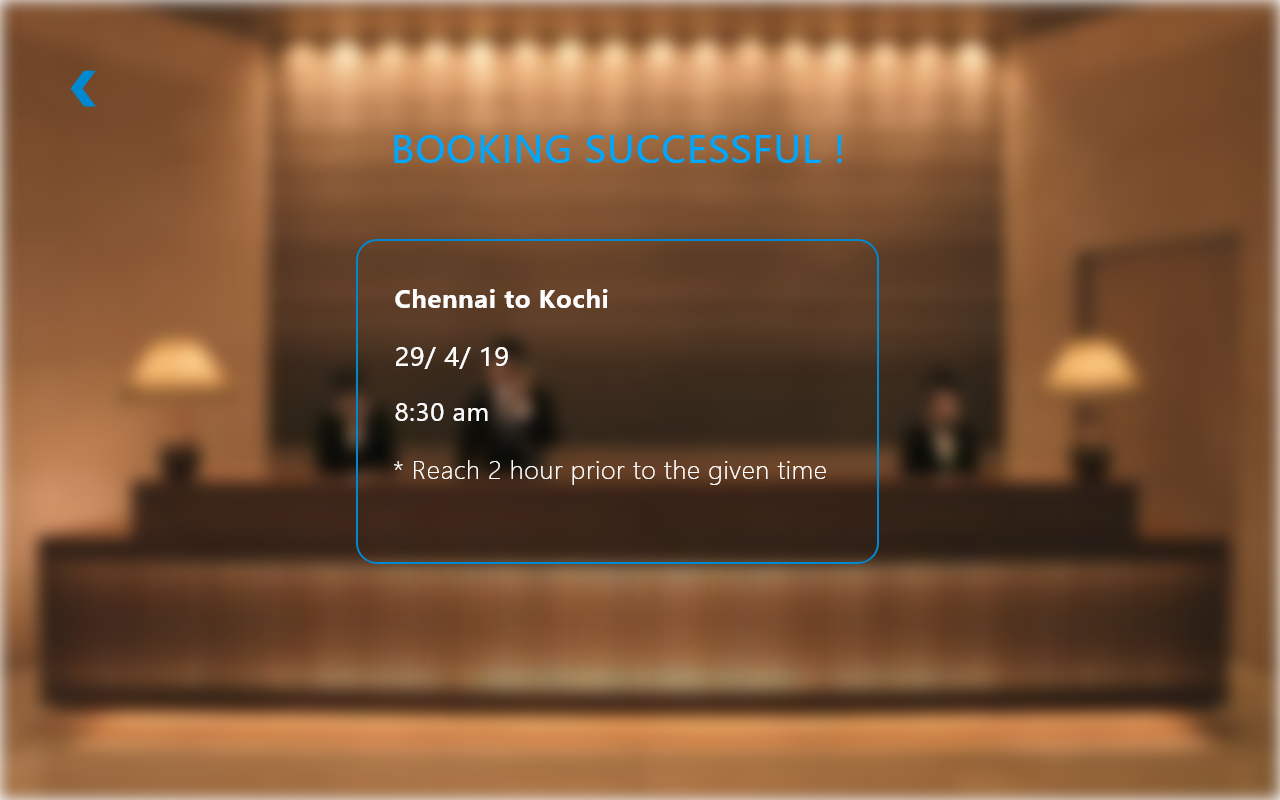 BOOKING SUCCESSFUL !
Chennai to Kochi
29/ 4/ 19
8:30 am
* Reach 2 hour prior to the given time